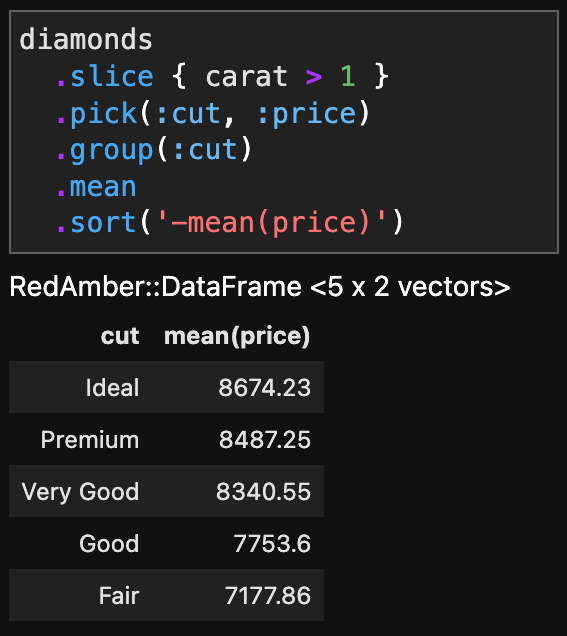 diamonds
  .slice { carat > 1 }
  .pick(:cut, :price)
  .group(:cut)
  .mean
  .sort('-mean(price)')
RedAmber::DataFrame <5 x 2 vectors>
cut mean(price)
Ideal 8674.23
Premium 8487.25
Very Good 8340.55
Good 7753.6
Fair 7177.86